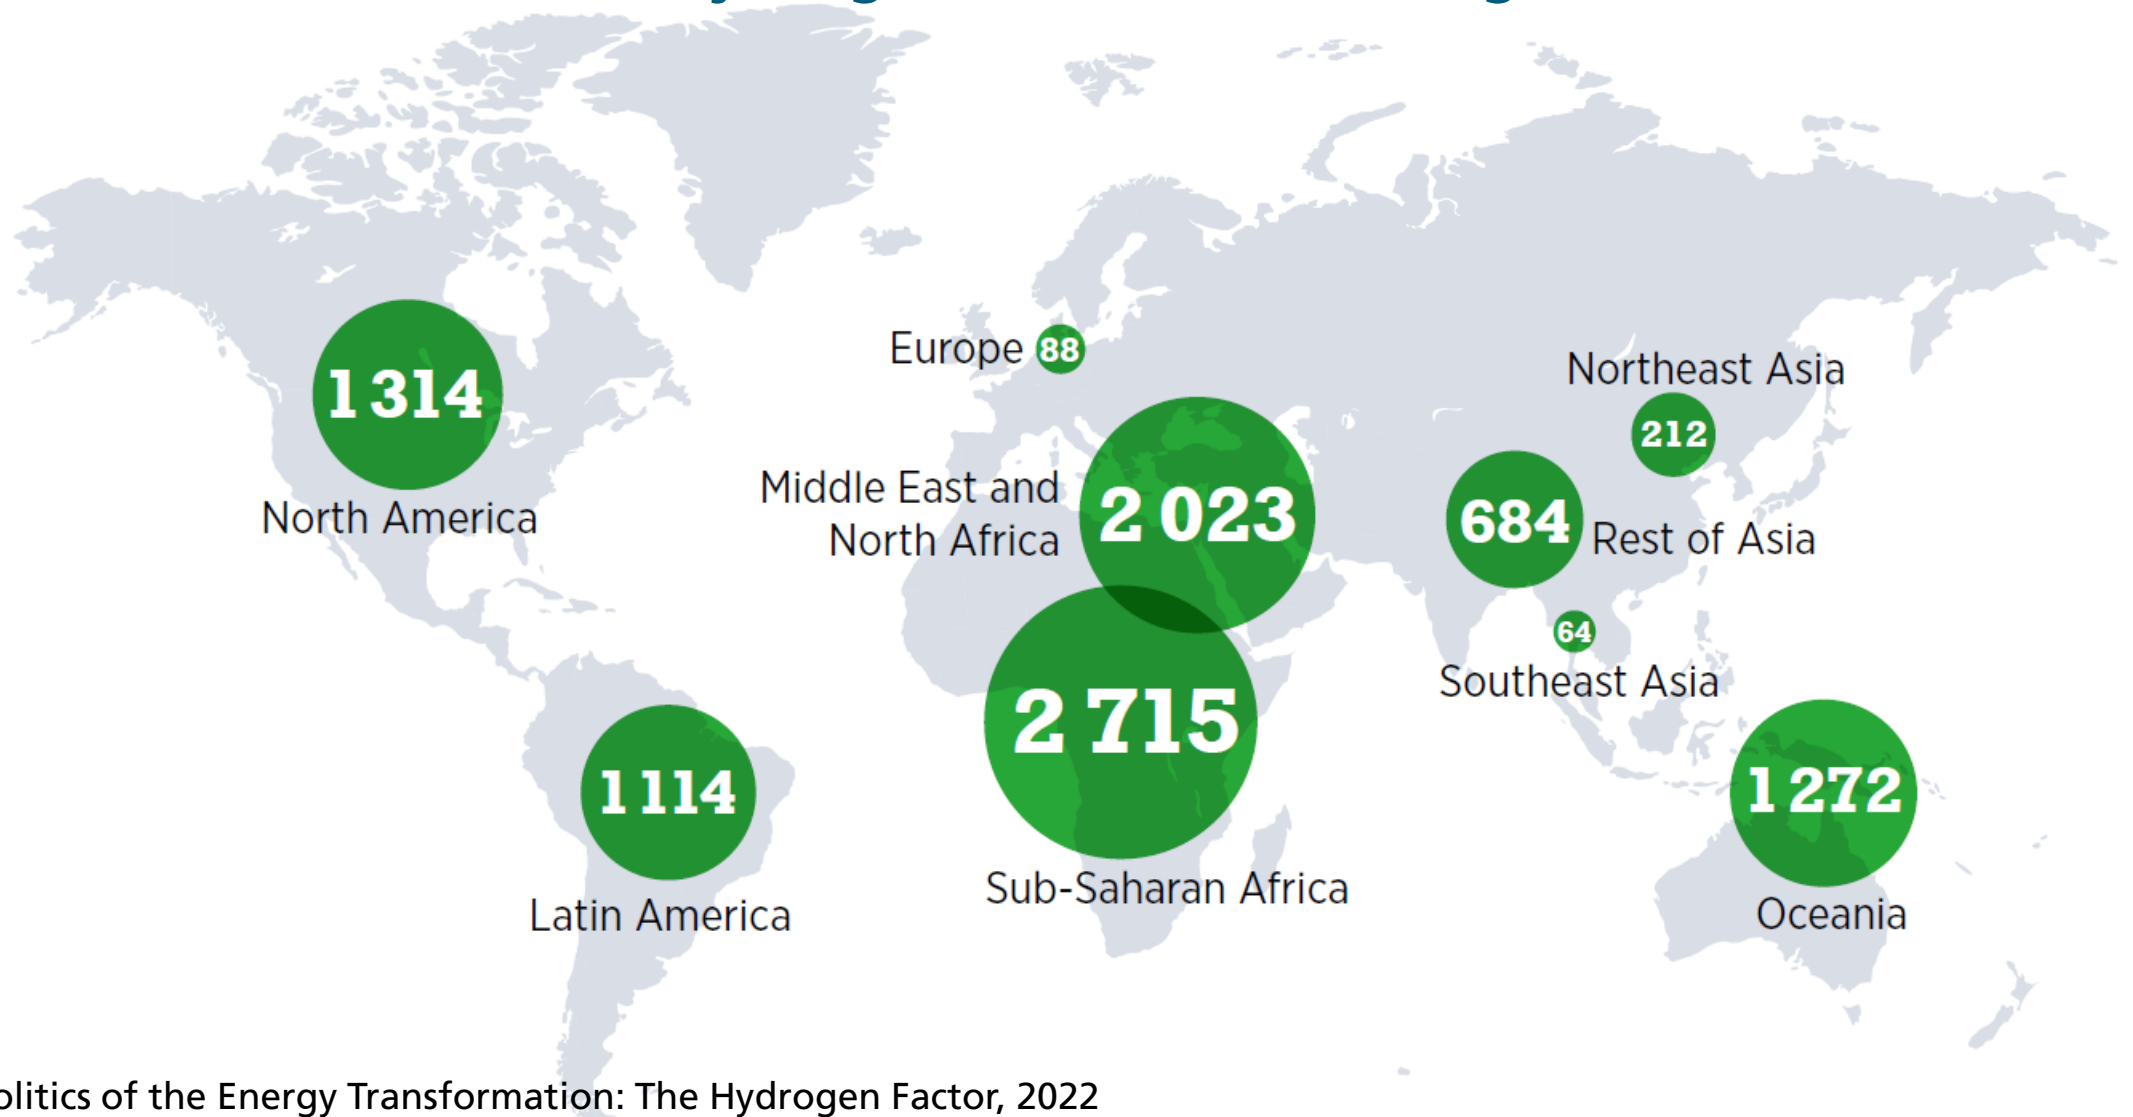 1 314
North America
Europe 88
Northeast Asia
212
Middle East and
North Africa
2 023
684 Rest of Asia
64
Southeast Asia
2 715
Sub-Saharan Africa
1 114
Latin America
1 272
Oceania
olitics of the Energy Transformation: The Hydrogen Factor, 2022